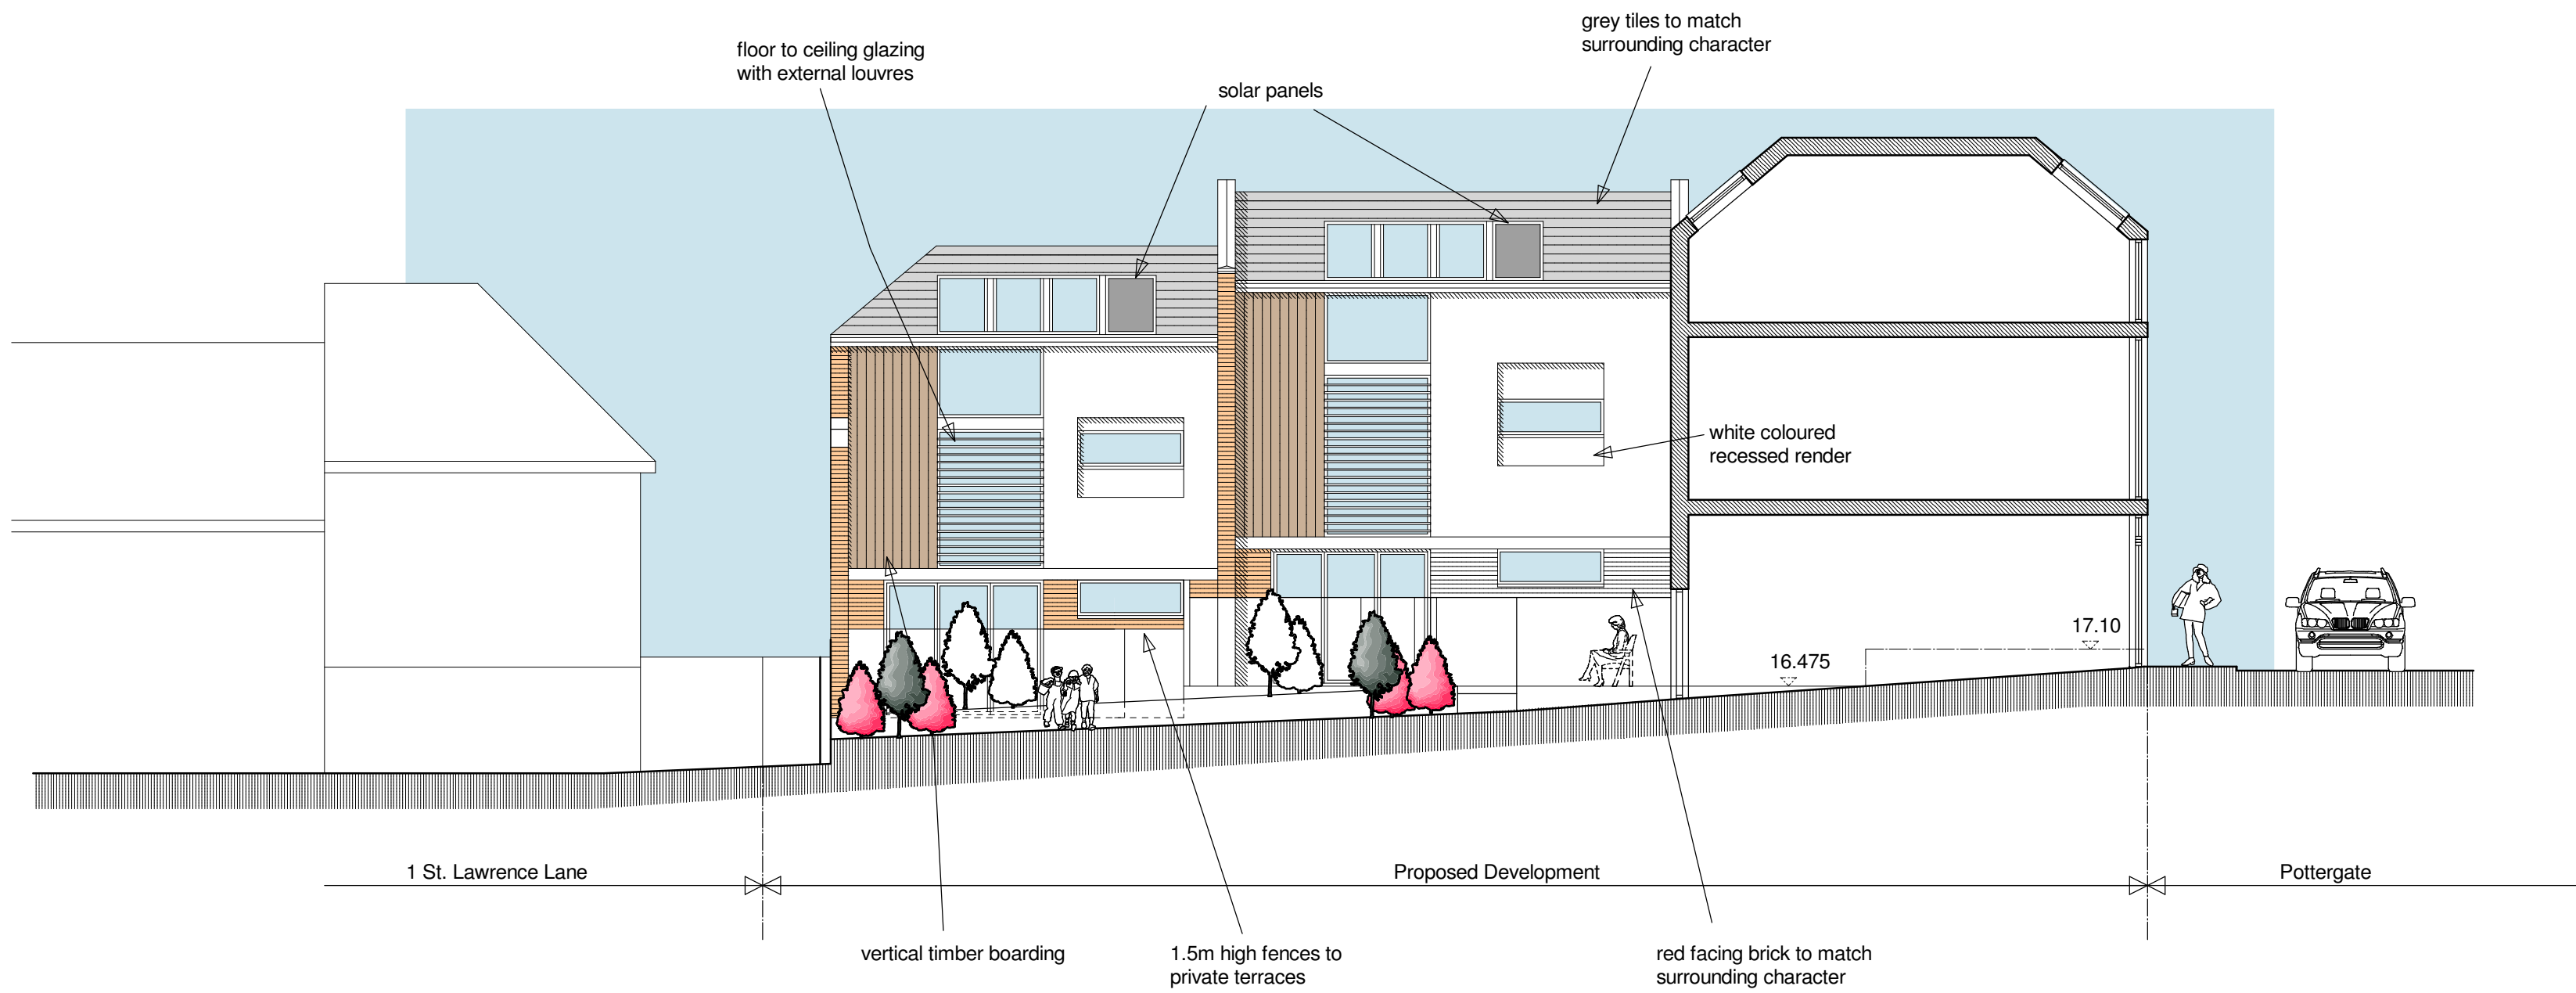 grey tiles to match
surrounding character
floor to ceiling glazing
with external louvres
solar panels
white coloured
recessed render
17.10
16.475
1 St. Lawrence Lane
Proposed Development
Pottergate
vertical timber boarding
1.5m high fences to
private terraces
red facing brick to match
surrounding character